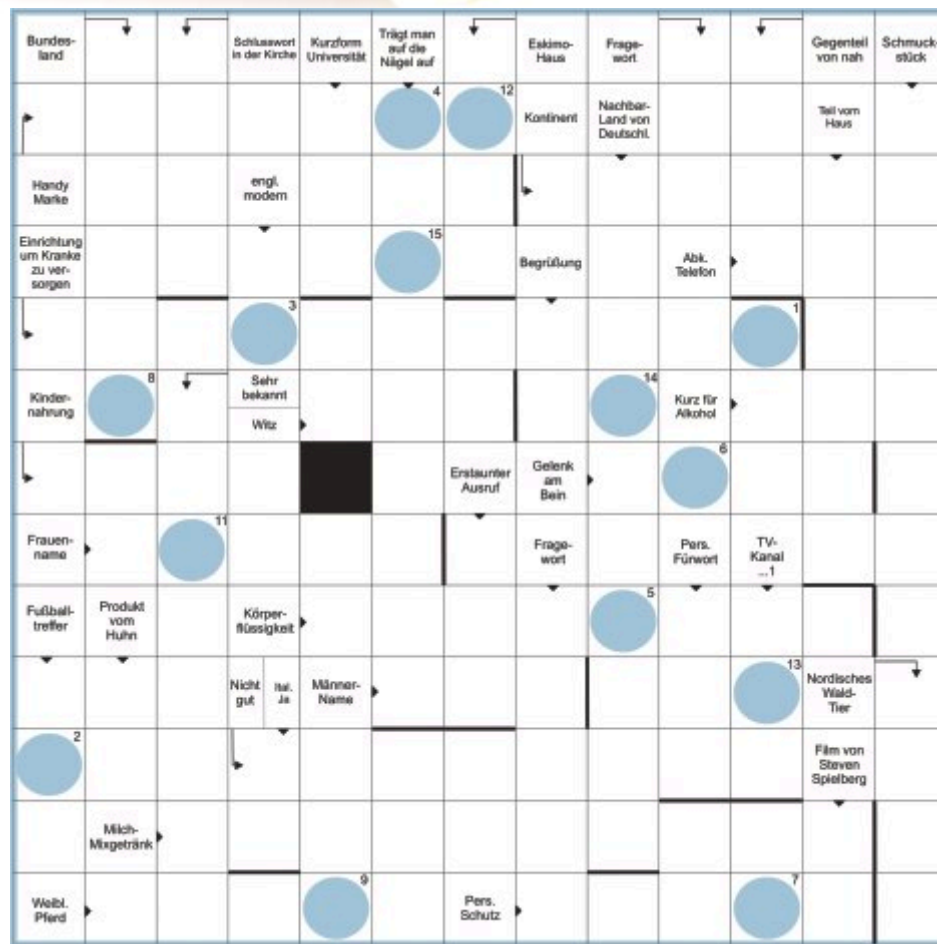 Bundes-
land
Schlusswort
in der Kirche
Kurzform
Universität
Trägt man
auf die
Nägel auf
Eskimo-
Haus
Frage-
wort
Gegenteil
von nah
Schmuck-
stück
4
12
Kontinent
Nachbar-
Land von
Deutschl.
Teil vom
Haus
Handy
Marke
engl.
modern
Einrichtung
um Kranke
zu ver-
sorgen
15
Begrüßung
Abk.
Telefon
3
1
Kinder-
nahrung
8
Sehr
bekannt
Witz
14
Kurz für
Alkohol
Erstaunter
Ausruf
Gelenk
am
Bein
6
Frauen-
name
11
Frage-
wort
Pers.
Fürwort
TV-
Kanal
...1
Fußball-
treffer
Produkt
vom
Huhn
Körper-
flüssigkeit
5
Nicht
gut
Ital.
Ja
Männer-
Name
13
Nordisches
Wald-
Tier
2
Film von
Steven
Spielberg
Milch-
Mixgetränk
Weibl.
Pferd
9
Pers.
Schutz
7